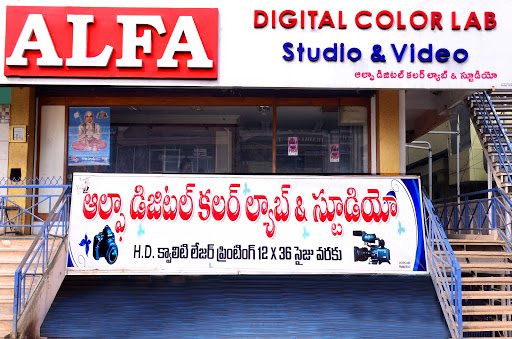 ALFA
DIGITAL COLOR LAB
Studio & Video
ఆల్ఫా డిజిటల్ కలర్ ల్యాబ్ & స్టూడియో
ఆల్ఫా డిజిటల్ కలర్ ల్యాబ్ & స్టూడియో
H.D. క్వాలిటీ లేజర్ ప్రింటింగ్ 12 X 36 సైజు వరకు